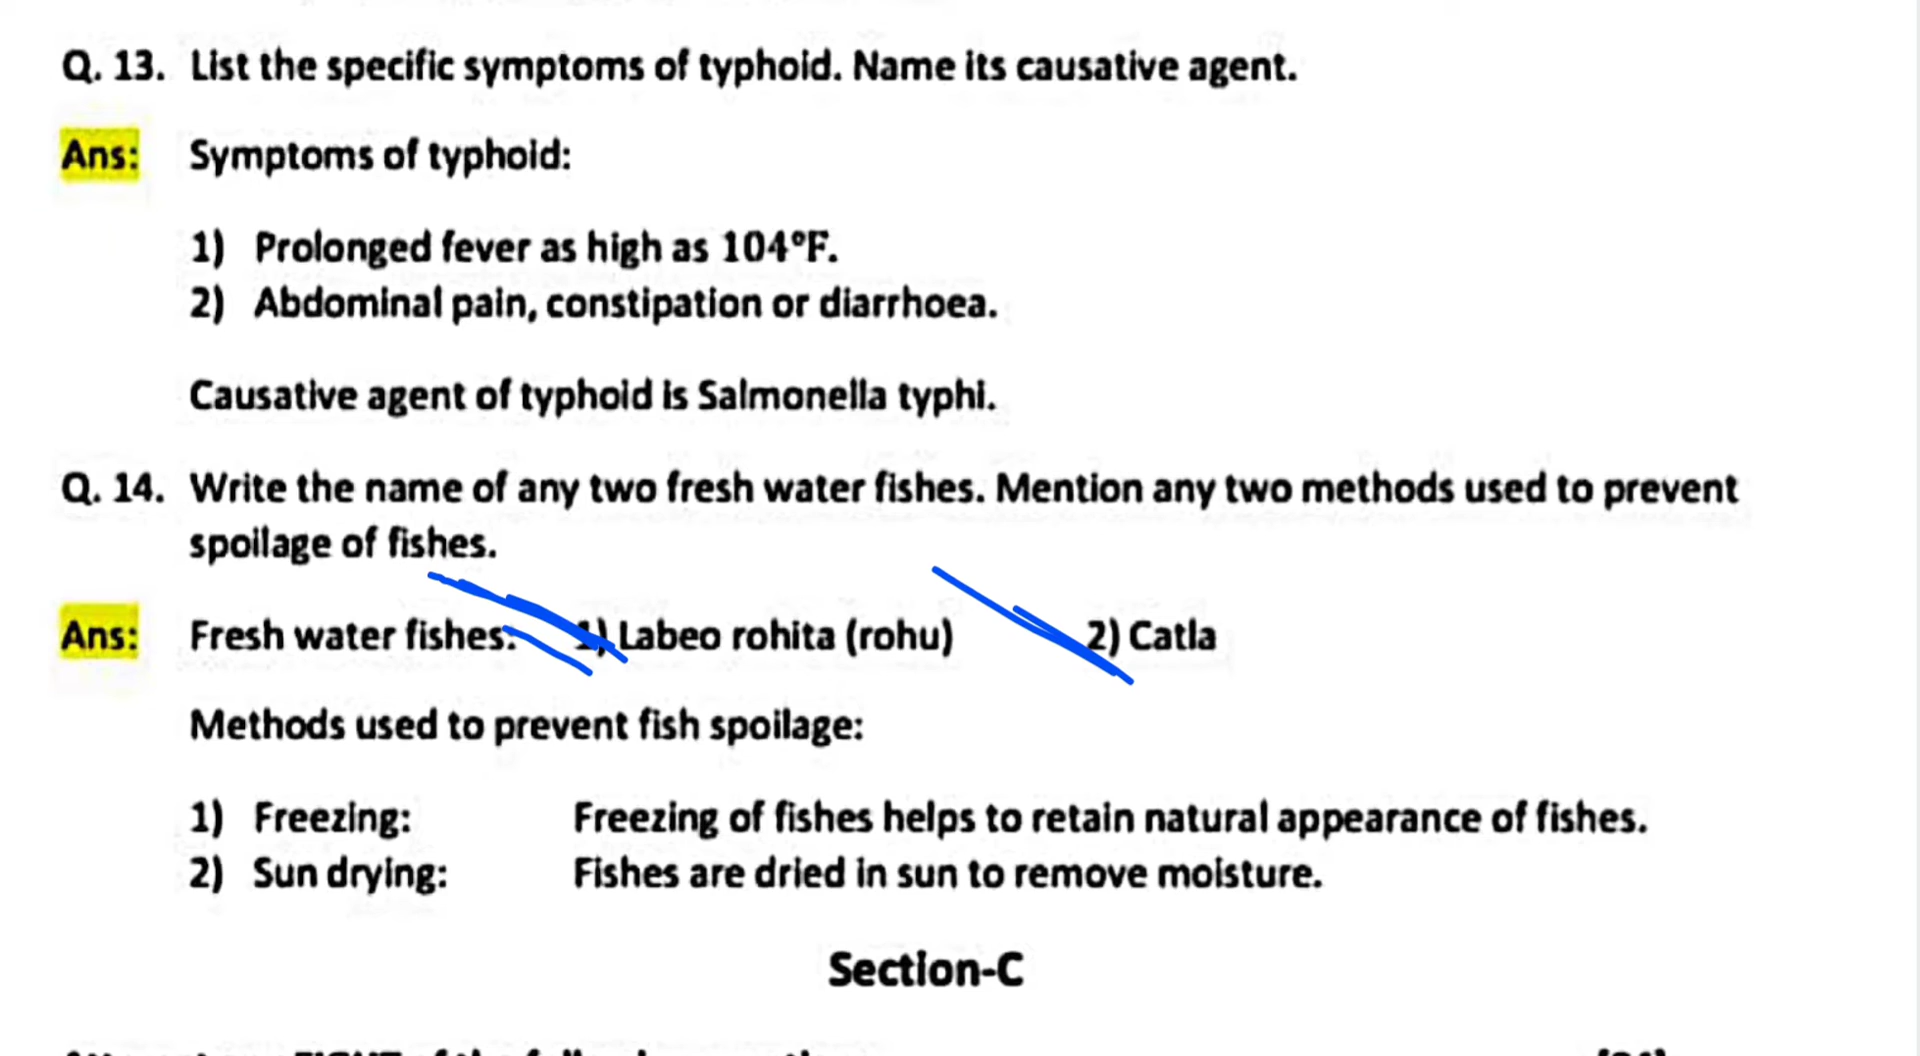 Q. 13. List the specific symptoms of typhoid. Name its causative agent.
Ans: Symptoms of typhoid:
1) Prolonged fever as high as 104°F.
2) Abdominal pain, constipation or diarrhoea.
Causative agent of typhoid is Salmonella typhi.
Q. 14. Write the name of any two fresh water fishes. Mention any two methods used to prevent
spoilage of fishes.
Ans: Fresh water fishes: 1) Labeo rohita (rohu) 2) Catla
Methods used to prevent fish spoilage:
1) Freezing: Freezing of fishes helps to retain natural appearance of fishes.
2) Sun drying: Fishes are dried in sun to remove moisture.
Section-C